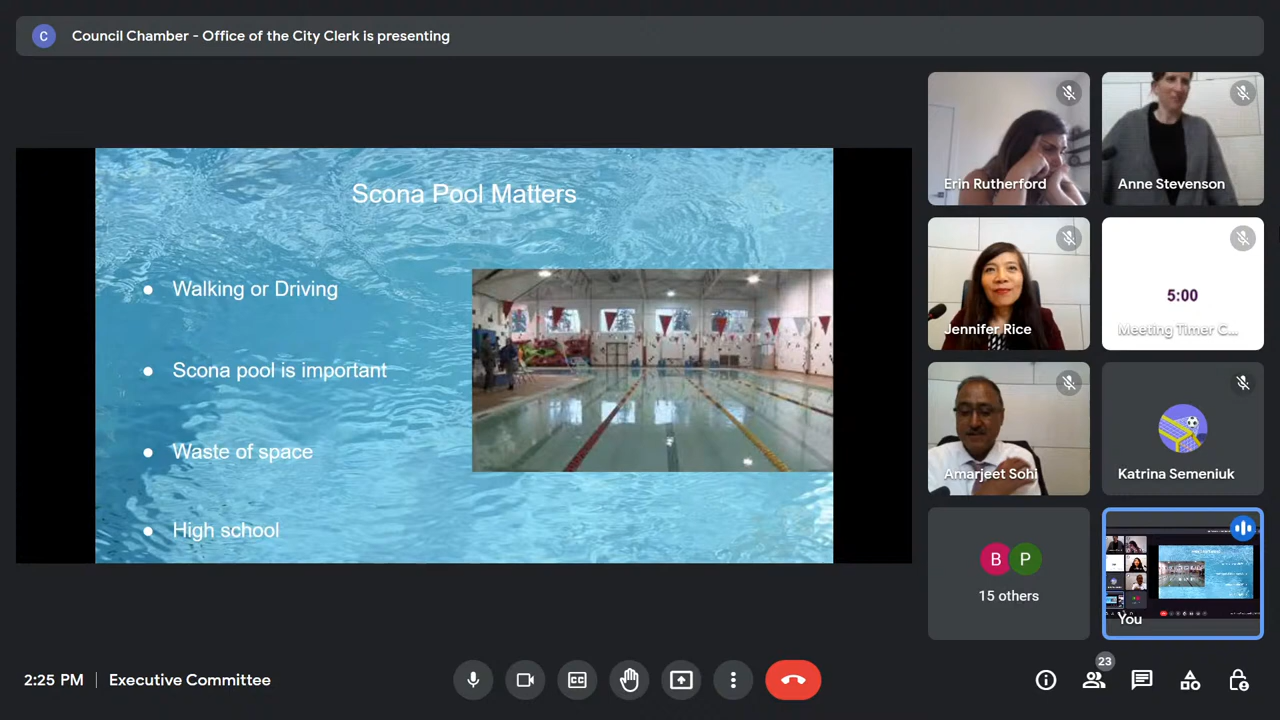 C
Council Chamber - Office of the City Clerk is presenting
Scona Pool Matters
● Walking or Driving
● Scona pool is important
● Waste of space
● High school
Erin Rutherford
Anne Stevenson
Jennifer Rice
5:00
Meeting Timer C...
Amarjeet Sohi
Katrina Semeniuk
B P
15 others
You
2:25 PM | Executive Committee
CC
23